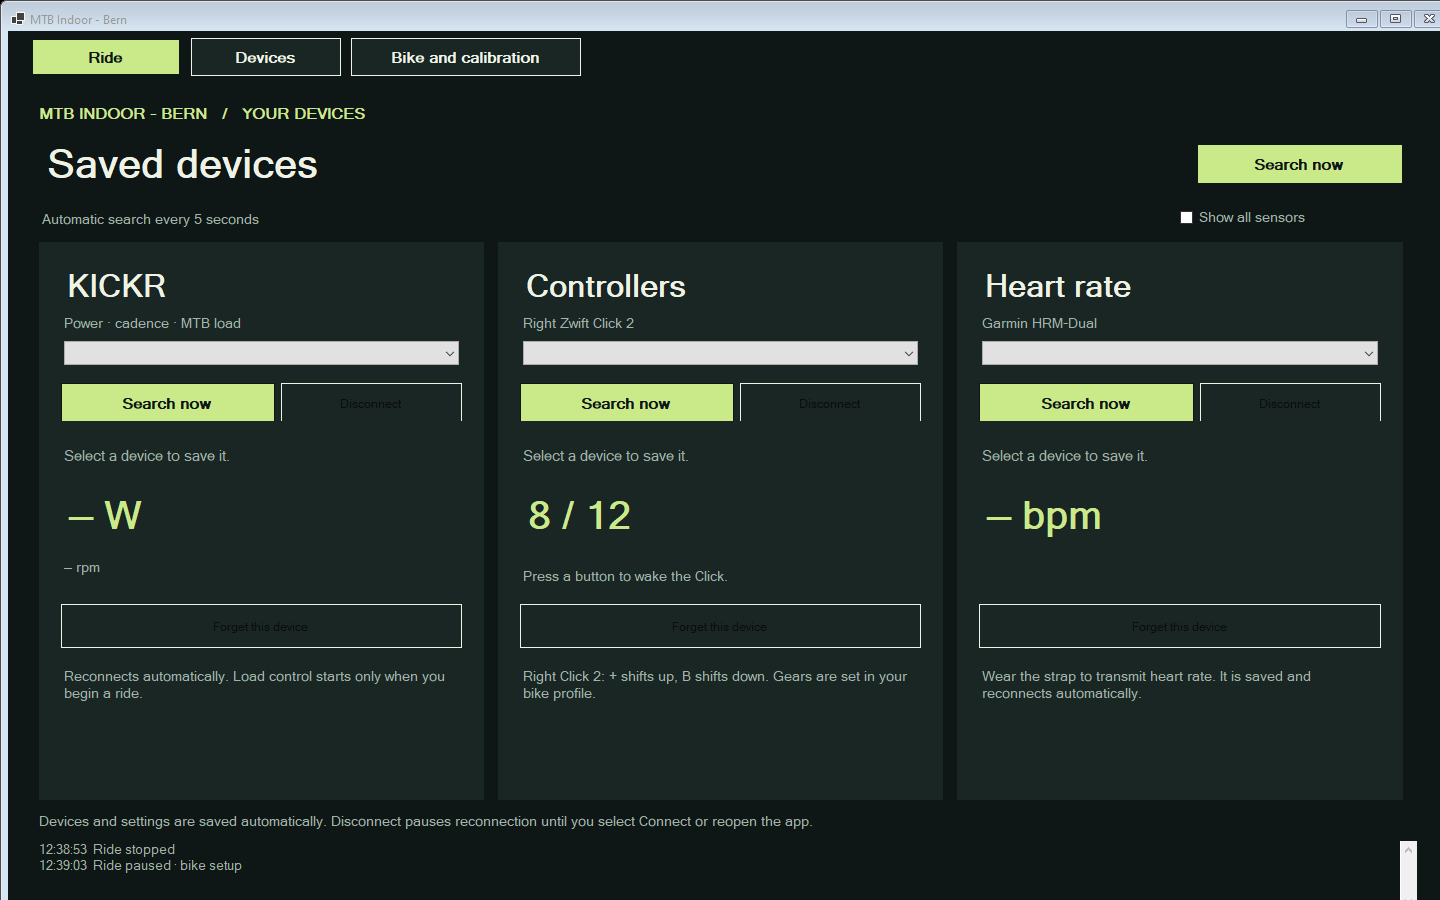 MTB Indoor - Bern
Ride
Devices
Bike and calibration
MTB INDOOR - BERN / YOUR DEVICES
Saved devices
Search now
Automatic search every 5 seconds
Show all sensors
KICKR
Power · cadence · MTB load
Search now
Disconnect
Select a device to save it.
– W
– rpm
Forget this device
Reconnects automatically. Load control starts only when you
begin a ride.
Controllers
Right Zwift Click 2
Search now
Disconnect
Select a device to save it.
8 / 12
Press a button to wake the Click.
Forget this device
Right Click 2: + shifts up, B shifts down. Gears are set in your
bike profile.
Heart rate
Garmin HRM-Dual
Search now
Disconnect
Select a device to save it.
– bpm
Forget this device
Wear the strap to transmit heart rate. It is saved and
reconnects automatically.
Devices and settings are saved automatically. Disconnect pauses reconnection until you select Connect or reopen the app.
12:38:53 Ride stopped
12:39:03 Ride paused · bike setup